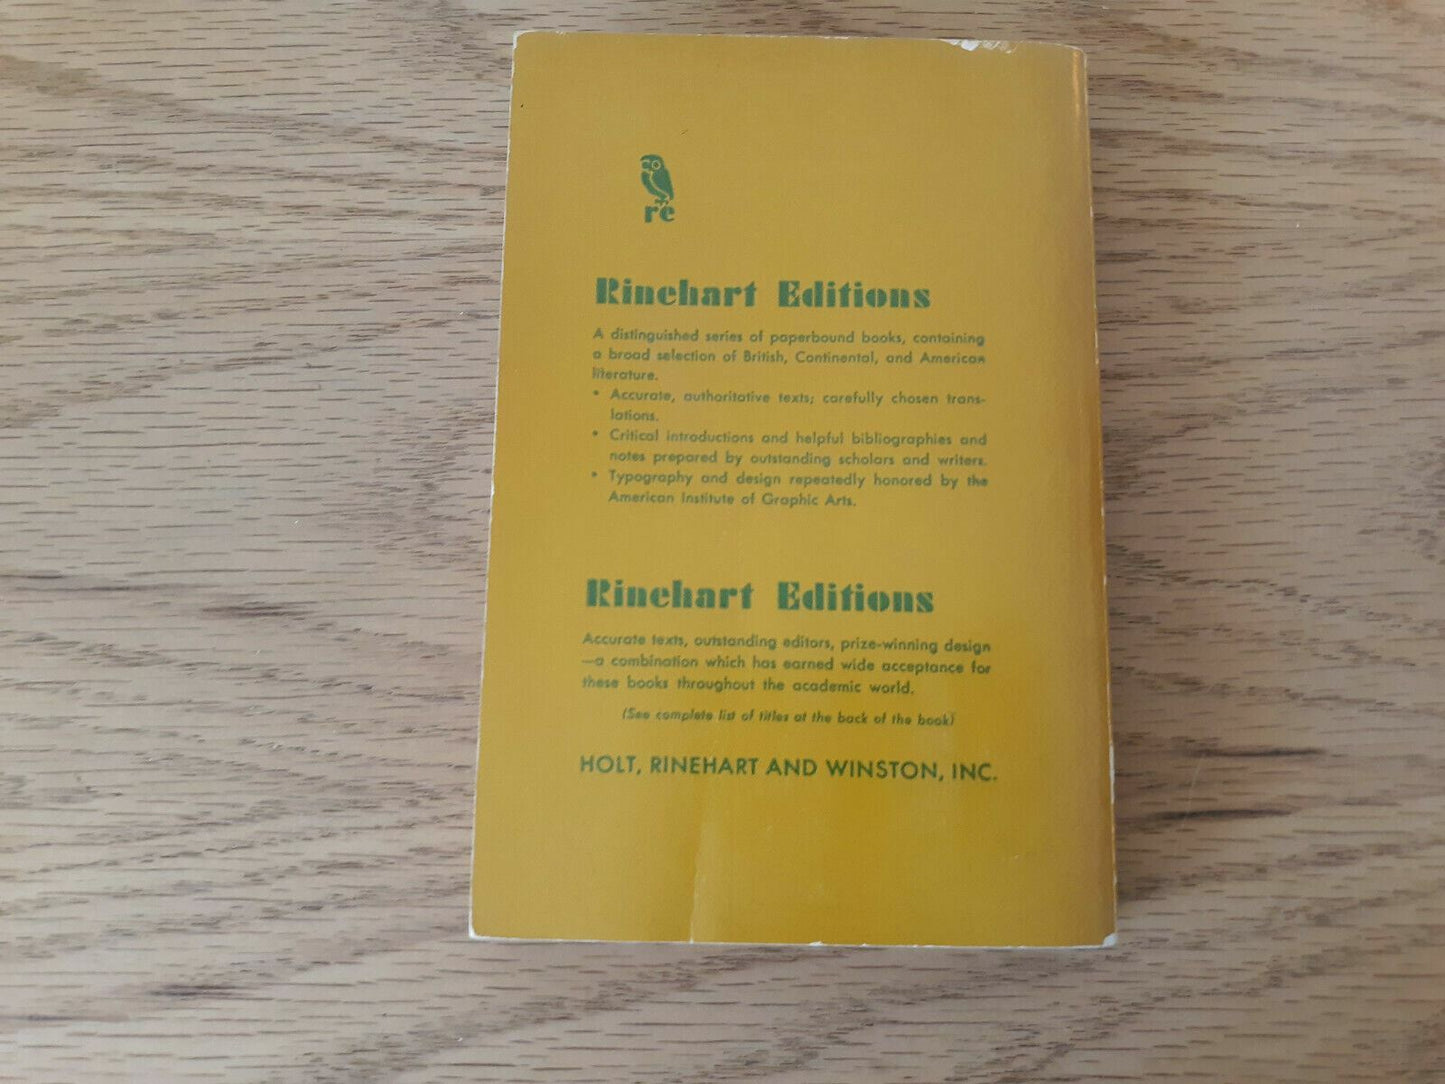 re
Rinehart Editions
A distinguished series of paperbound books, containing
a broad selection of British, Continental, and American
literature.
• Accurate, authoritative texts; carefully chosen trans-
lations.
• Critical introductions and helpful bibliographies and
notes prepared by outstanding scholars and writers.
• Typography and design repeatedly honored by the
American Institute of Graphic Arts.
Rinehart Editions
Accurate texts, outstanding editors, prize-winning design
—a combination which has earned wide acceptance for
these books throughout the academic world.
(See complete list of titles at the back of the book)
HOLT, RINEHART AND WINSTON, INC.